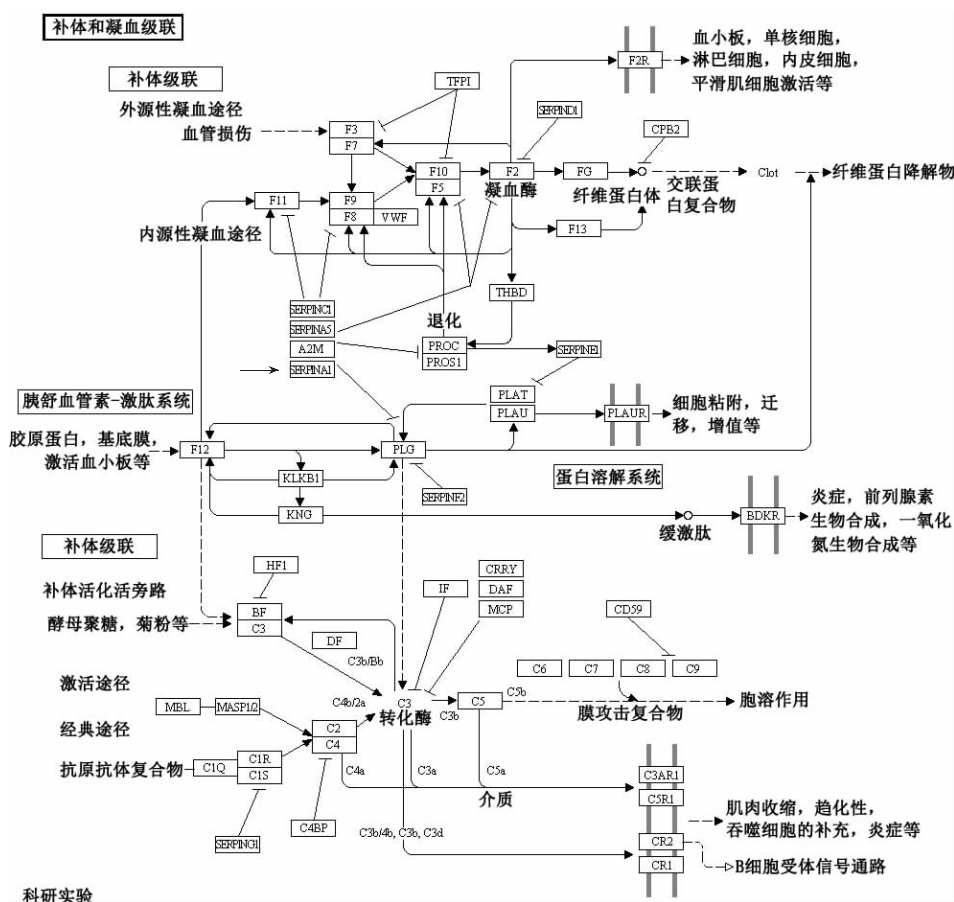 补体和凝血级联
补体级联
外源性凝血途径
血管损伤
TFPI
F3
F7
F10
F5
SERPIND1
F2
凝血酶
FG
F2R
血小板，单核细胞，
淋巴细胞，内皮细胞，
平滑肌细胞激活等
CPB2
纤维蛋白体
交联蛋
白复合物
Clot
纤维蛋白降解物
F11
F9
F8
VWF
F13
内源性凝血途径
THBD
SERPINC1
SERPINA5
A2M
SERPINA1
退化
PROC
PROS1
SERPINE1
PLAT
PLAU
PLAUR
细胞粘附，迁
移，增值等
胰舒血管素-激肽系统
胶原蛋白，基底膜，
激活血小板等
F12
PLG
KLKB1
KNG
SERPINF2
蛋白溶解系统
缓激肽
BDKR
炎症，前列腺素
生物合成，一氧化
氮生物合成等
补体级联
补体活化活旁路
酵母聚糖，菊粉等
HF1
BF
C3
DF
C3b/Bb
IF
CRRY
DAF
MCP
CD59
C6
C7
C8
C9
激活途径
MBL
MASP1/2
C4b/2a
C3
转化酶
C3b
C5
C5b
膜攻击复合物
胞溶作用
经典途径
抗原抗体复合物
C1Q
C1R
C1S
C2
C4
C4a
C3a
C5a
介质
SERPING1
C4BP
C3b/4b, C3b, C3d
C3AR1
C5R1
CR2
CR1
肌肉收缩，趋化性，
吞噬细胞的补充，炎症等
B细胞受体信号通路
科研实验